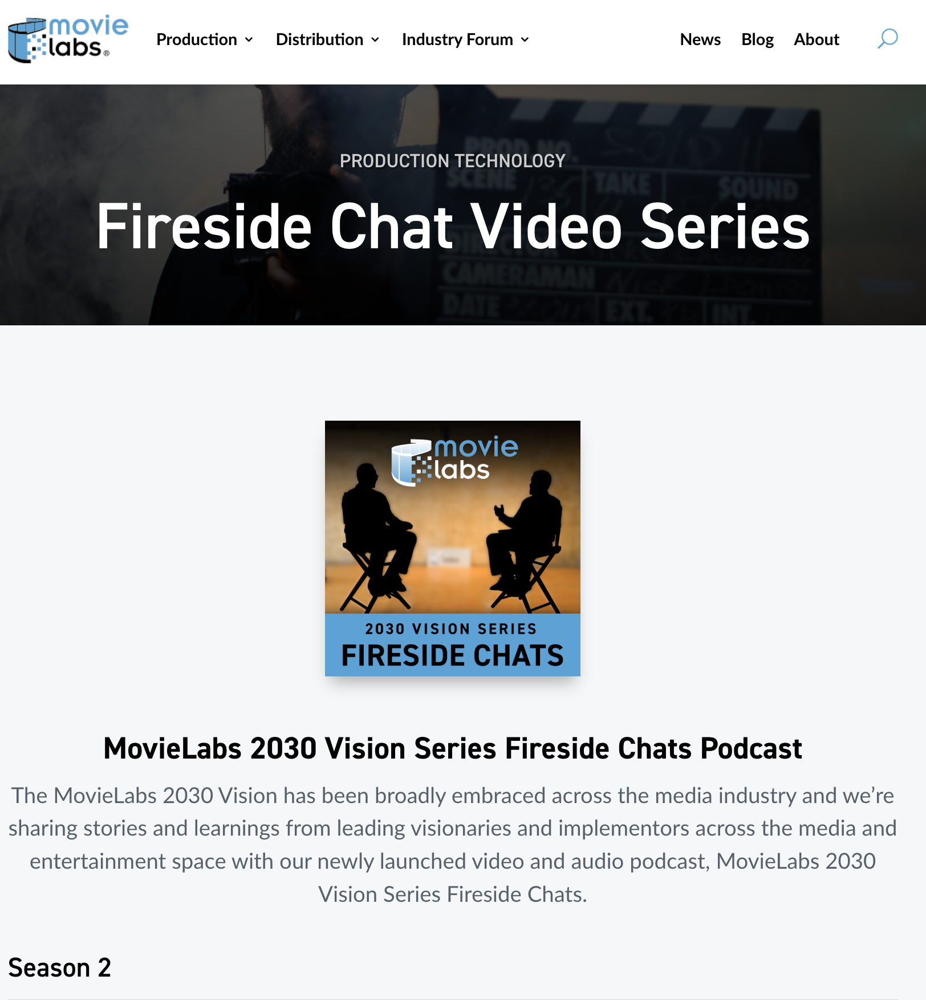 movie
labs®
Production
Distribution
Industry Forum
News
Blog
About
PRODUCTION TECHNOLOGY
Fireside Chat Video Series
PROD.NO.
SCENE
TAKE
SOUND
DIRECTOR
CAMERAMAN
DATE
EXT.
INT.
movie
labs
2030 VISION SERIES
FIRESIDE CHATS
MovieLabs 2030 Vision Series Fireside Chats Podcast
The MovieLabs 2030 Vision has been broadly embraced across the media industry and we’re
sharing stories and learnings from leading visionaries and implementors across the media and
entertainment space with our newly launched video and audio podcast, MovieLabs 2030
Vision Series Fireside Chats.
Season 2